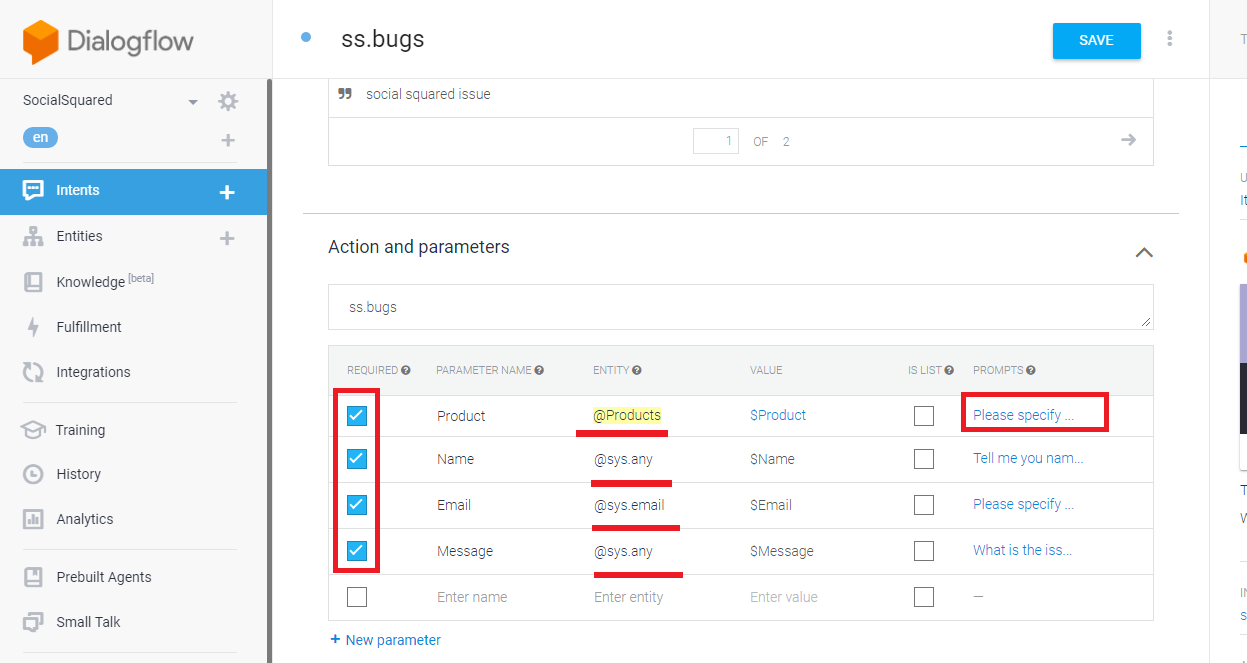 Dialogflow
ss.bugs
SAVE
SocialSquared
en
Intents
Entities
Knowledge [beta]
Fulfillment
Integrations
Training
History
Analytics
Prebuilt Agents
Small Talk
social squared issue
1 OF 2
Action and parameters
ss.bugs
REQUIRED PARAMETER NAME ENTITY VALUE IS LIST PROMPTS
Product @Products $Product Please specify ...
Name @sys.any $Name Tell me you nam...
Email @sys.email $Email Please specify ...
Message @sys.any $Message What is the iss...
Enter name Enter entity Enter value —
+ New parameter